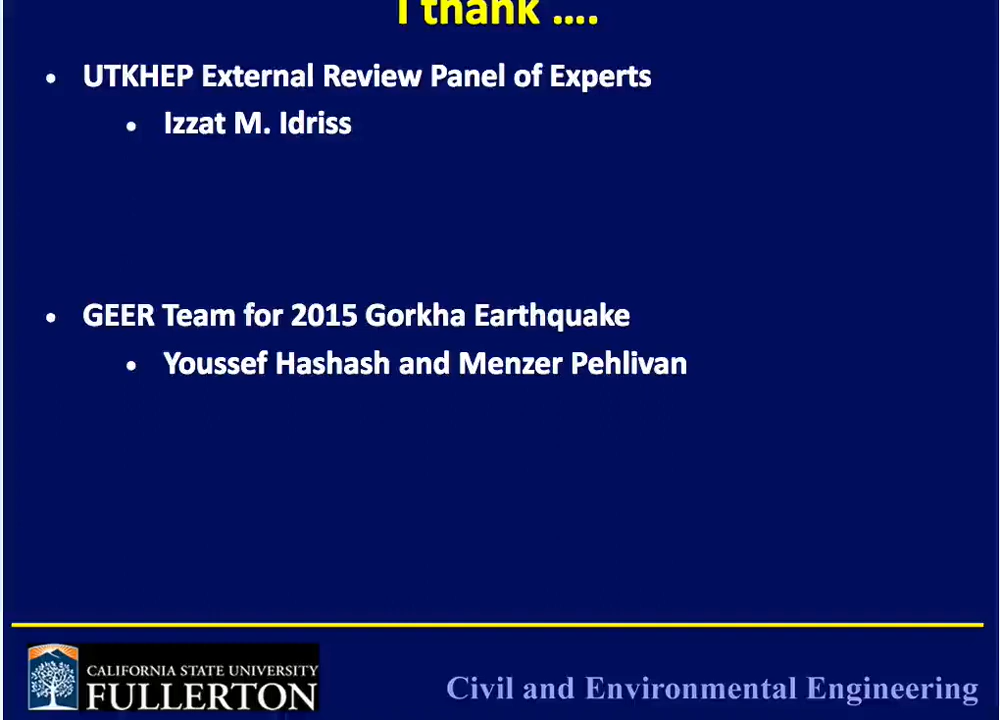 I thank ....
• UTKHEP External Review Panel of Experts
• Izzat M. Idriss
• GEER Team for 2015 Gorkha Earthquake
• Youssef Hashash and Menzer Pehlivan
CALIFORNIA STATE UNIVERSITY
FULLERTON
Civil and Environmental Engineering